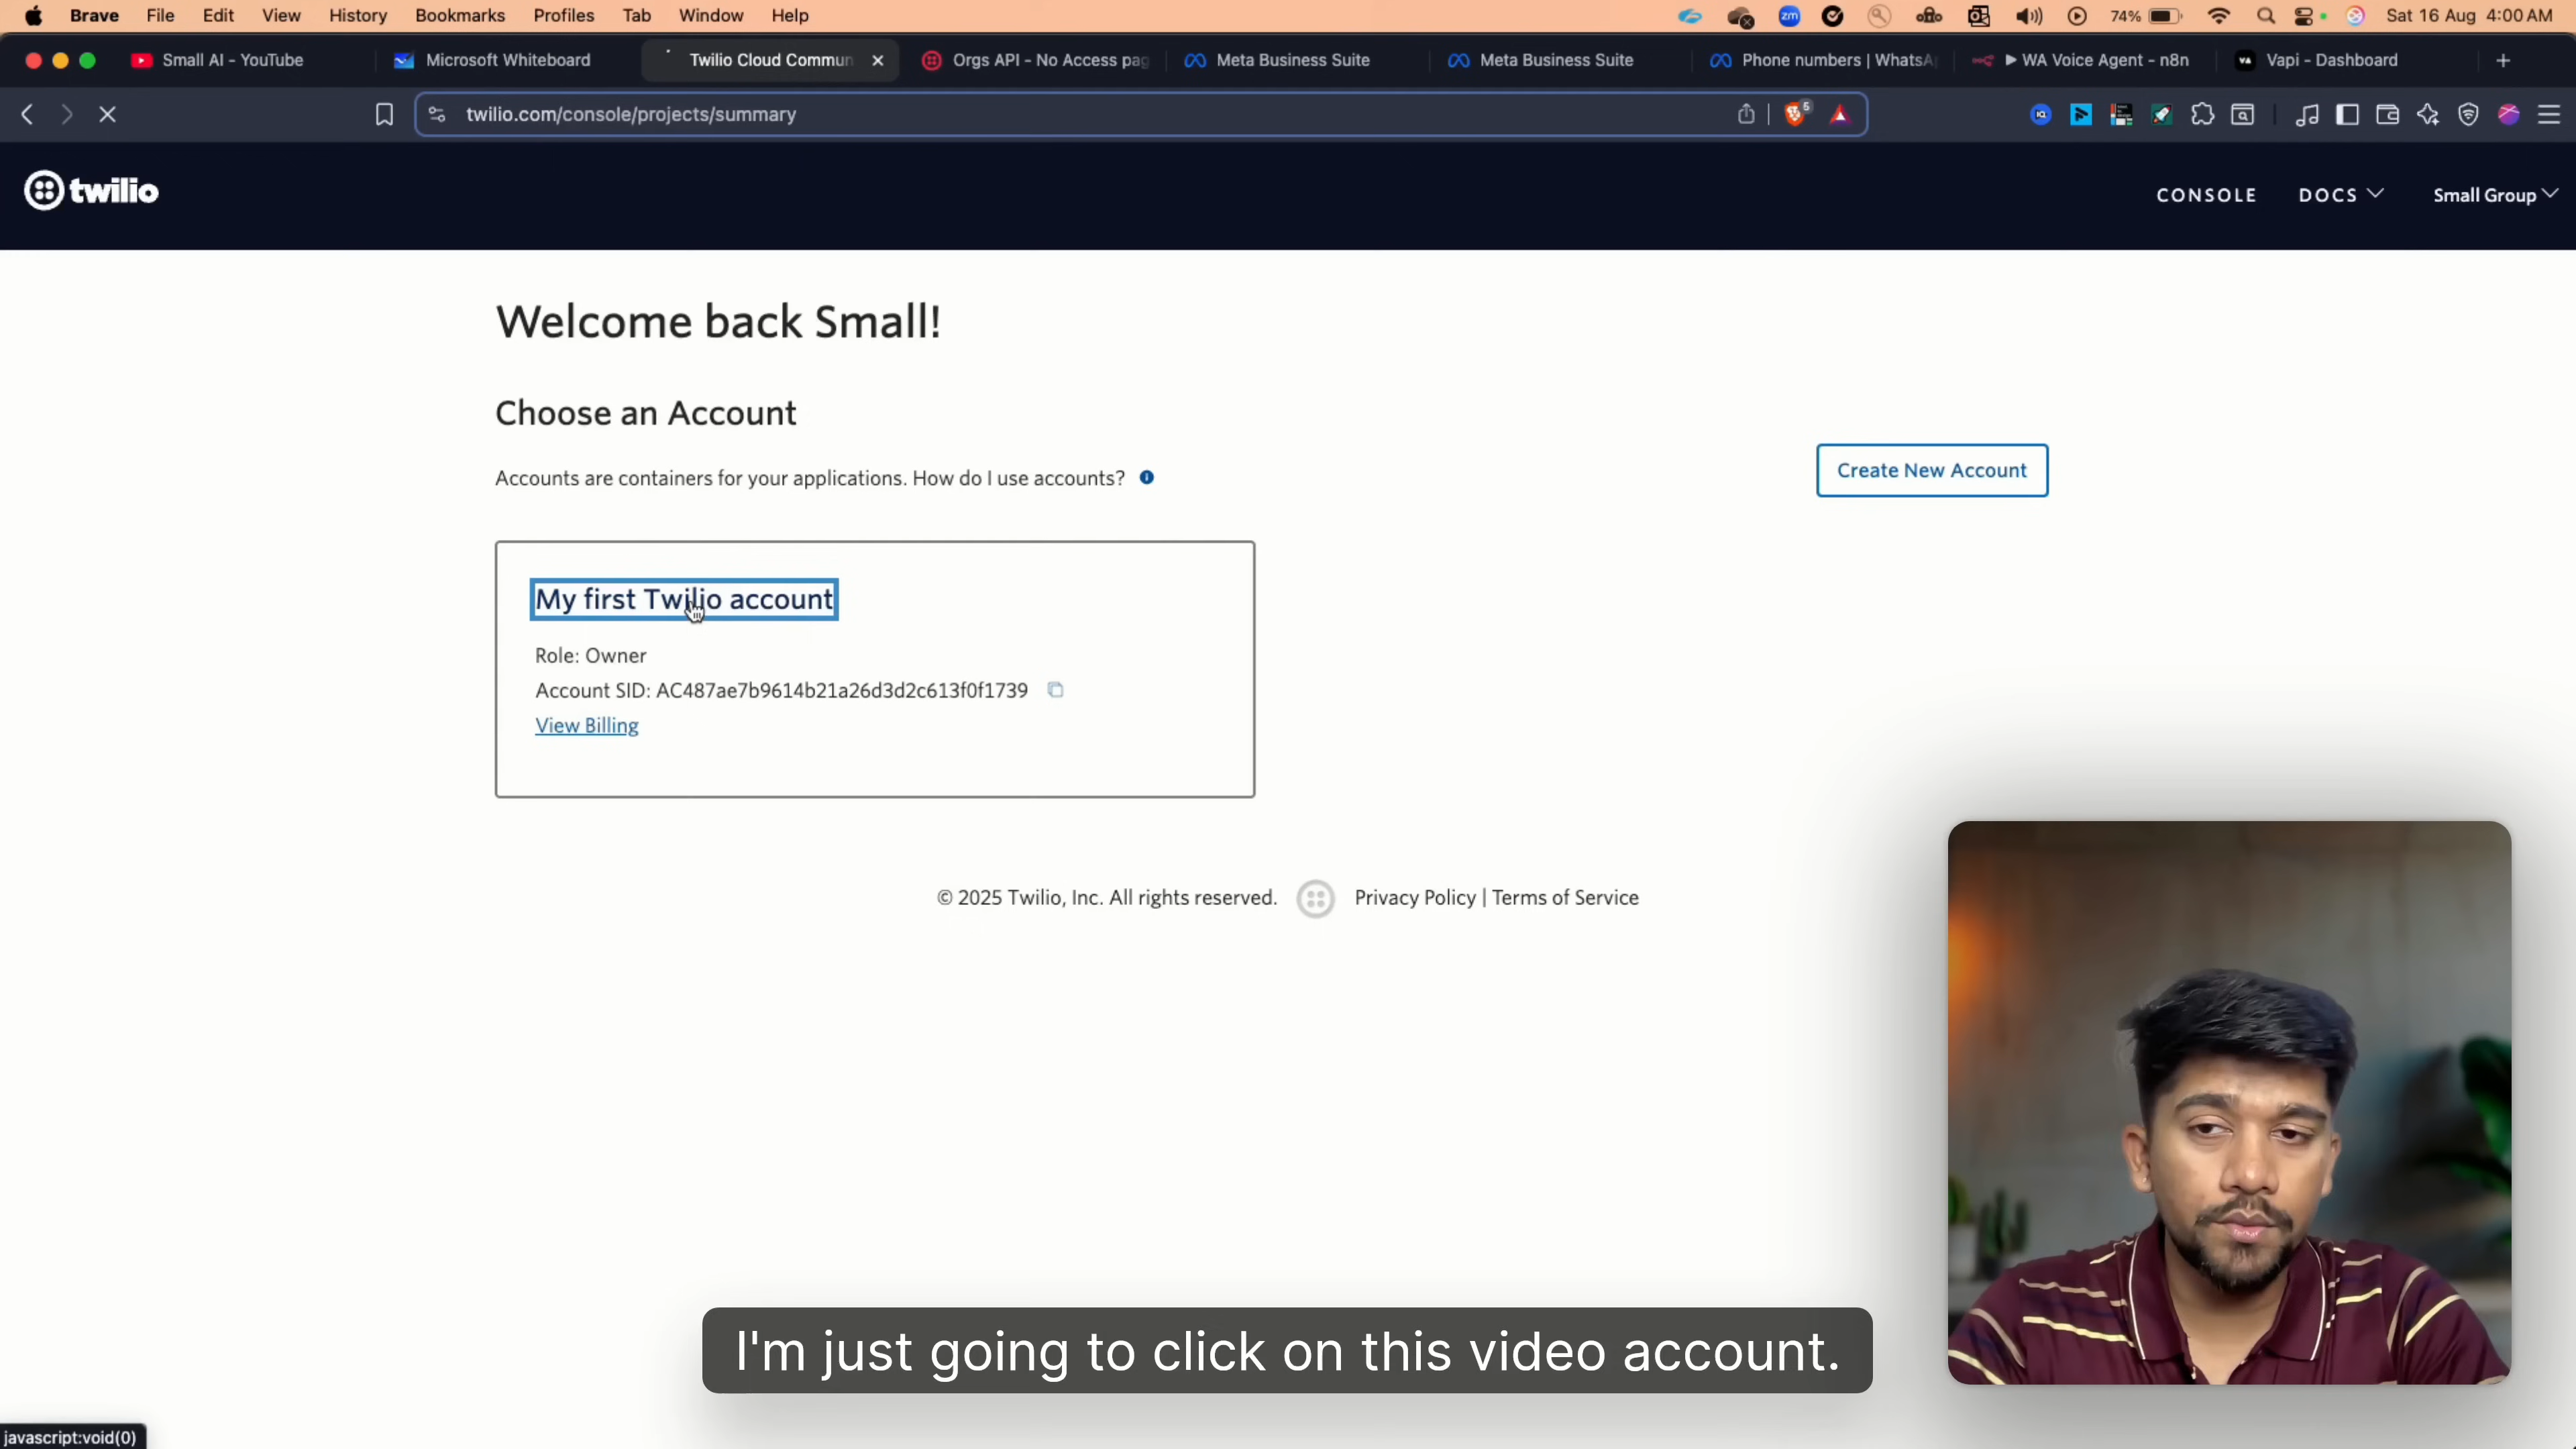 Brave File Edit View History Bookmarks Profiles Tab Window Help zm 74% Sat 16 Aug 4:00 AM
Small AI - YouTube Microsoft Whiteboard Twilio Cloud Commun Orgs API - No Access pag Meta Business Suite Meta Business Suite Phone numbers | WhatsA WA Voice Agent - n8n Vapi - Dashboard
twilio.com/console/projects/summary 5
twilio CONSOLE DOCS Small Group
Welcome back Small!
Choose an Account
Accounts are containers for your applications. How do I use accounts?
Create New Account
My first Twilio account
Role: Owner
Account SID: AC487ae7b9614b21a26d3d2c613f0f1739
View Billing
© 2025 Twilio, Inc. All rights reserved. Privacy Policy | Terms of Service
I'm just going to click on this video account.
javascript:void(0)